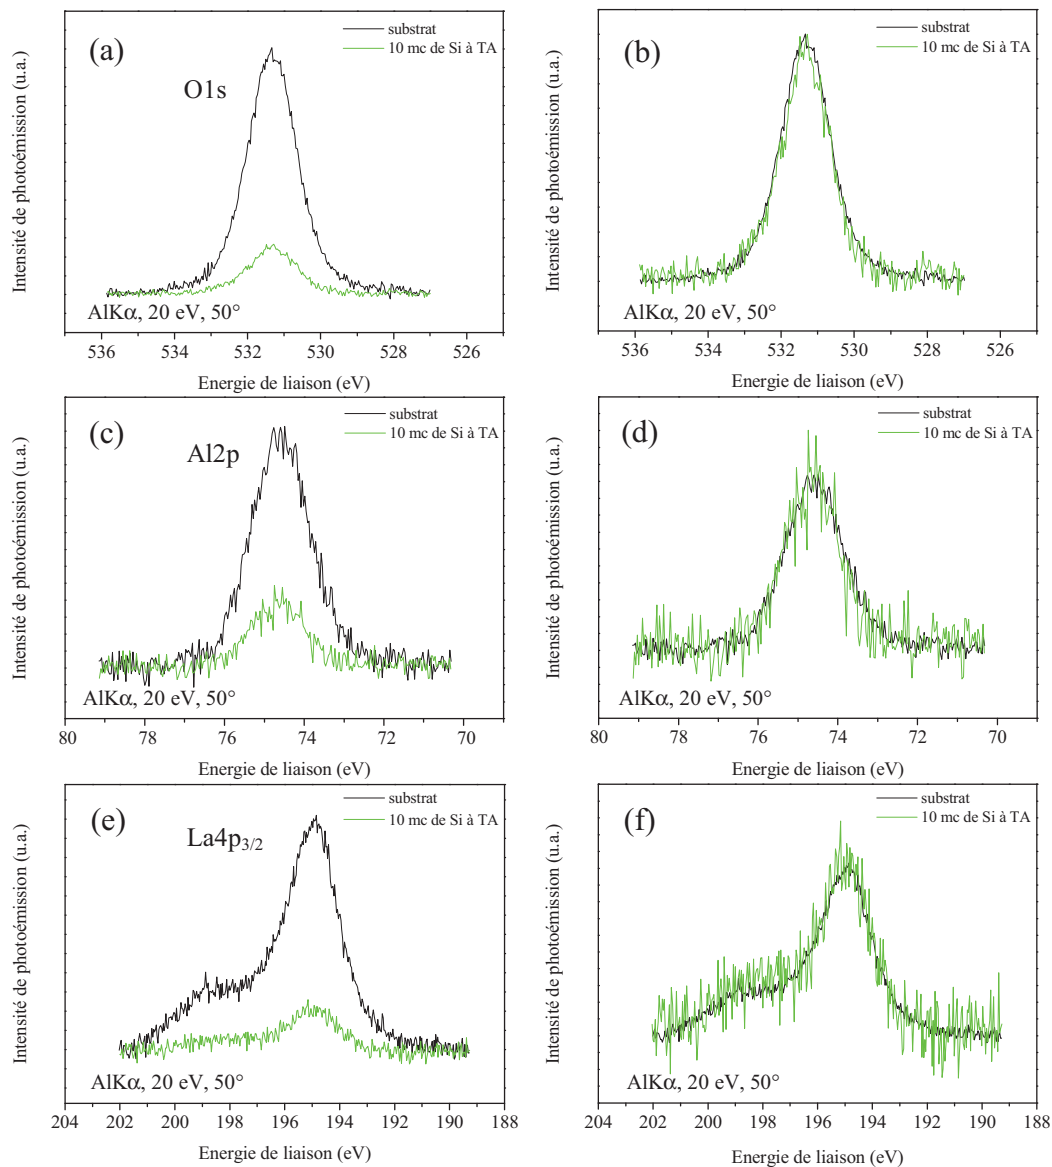 (a)
substrat
10 mc de Si à TA
O1s
AlKα, 20 eV, 50°
536 534 532 530 528 526
Energie de liaison (eV)
Intensité de photoémission (u.a.)
(b)
substrat
10 mc de Si à TA
AlKα, 20 eV, 50°
536 534 532 530 528 526
Energie de liaison (eV)
Intensité de photoémission (u.a.)
(c)
substrat
10 mc de Si à TA
Al2p
AlKα, 20 eV, 50°
80 78 76 74 72 70
Energie de liaison (eV)
Intensité de photoémission (u.a.)
(d)
substrat
10 mc de Si à TA
AlKα, 20 eV, 50°
80 78 76 74 72 70
Energie de liaison (eV)
Intensité de photoémission (u.a.)
(e)
substrat
10 mc de Si à TA
La4p3/2
AlKα, 20 eV, 50°
204 202 200 198 196 194 192 190 188
Energie de liaison (eV)
Intensité de photoémission (u.a.)
(f)
substrat
10 mc de Si à TA
AlKα, 20 eV, 50°
204 202 200 198 196 194 192 190 188
Energie de liaison (eV)
Intensité de photoémission (u.a.)